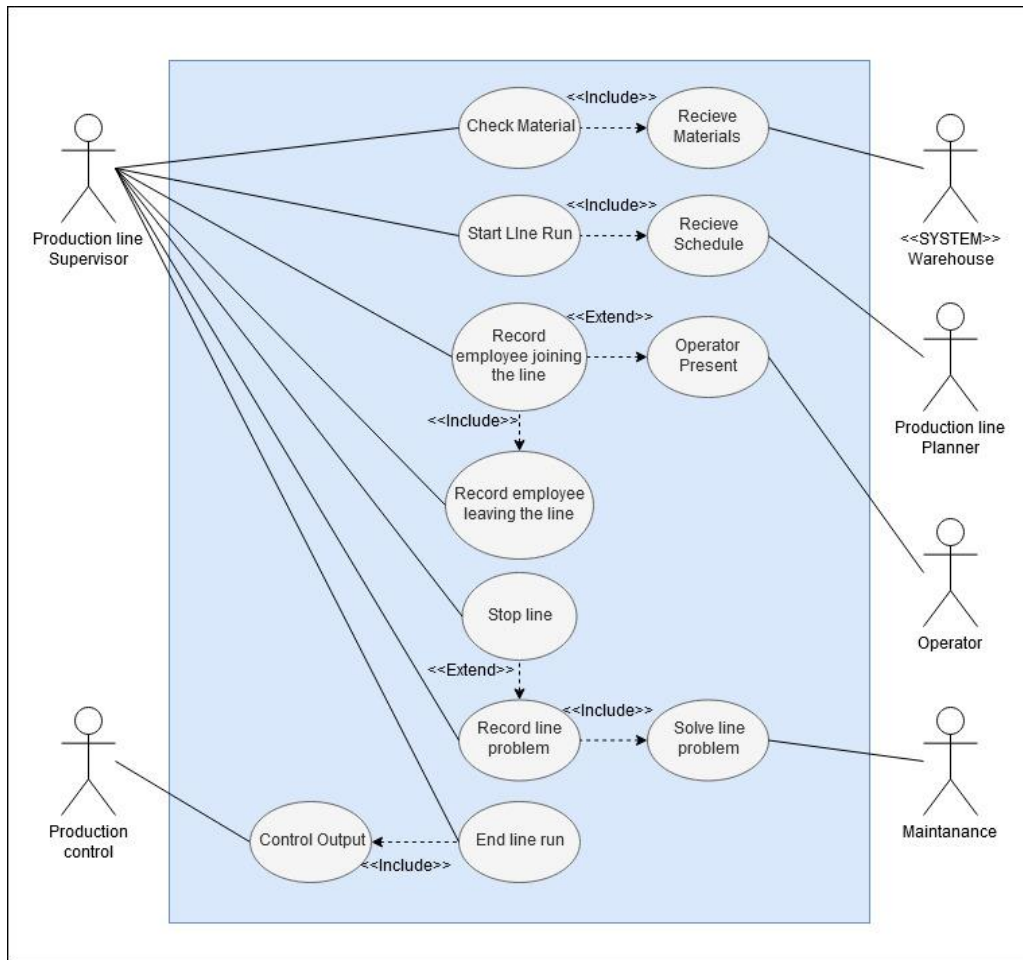 <<Include>>
Check Material
Recieve
Materials
<<Include>>
Production line
Supervisor
Start LIne Run
Recieve
Schedule
<<SYSTEM>>
Warehouse
<<Extend>>
Record
employee joining
the line
Operator
Present
<<Include>>
Production line
Planner
Record employee
leaving the line
Stop line
Operator
<<Extend>>
<<Include>>
Record line
problem
Solve line
problem
Production
control
Control Output
<<Include>>
End line run
Maintanance